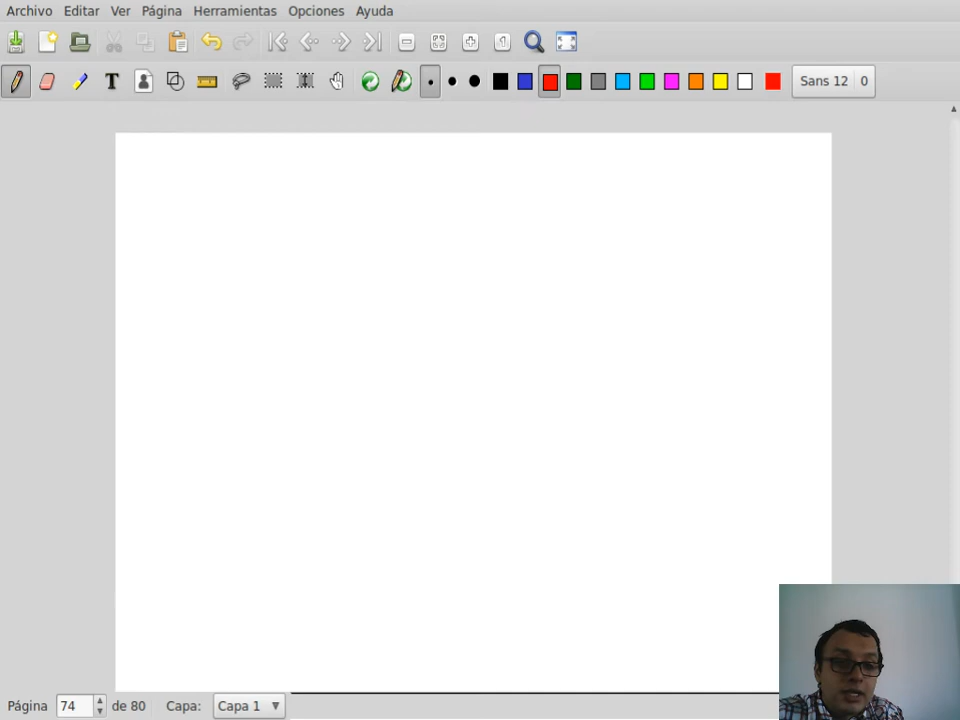 Archivo Editar Ver Página Herramientas Opciones Ayuda
T Sans 12 0
Página 74 de 80 Capa: Capa 1